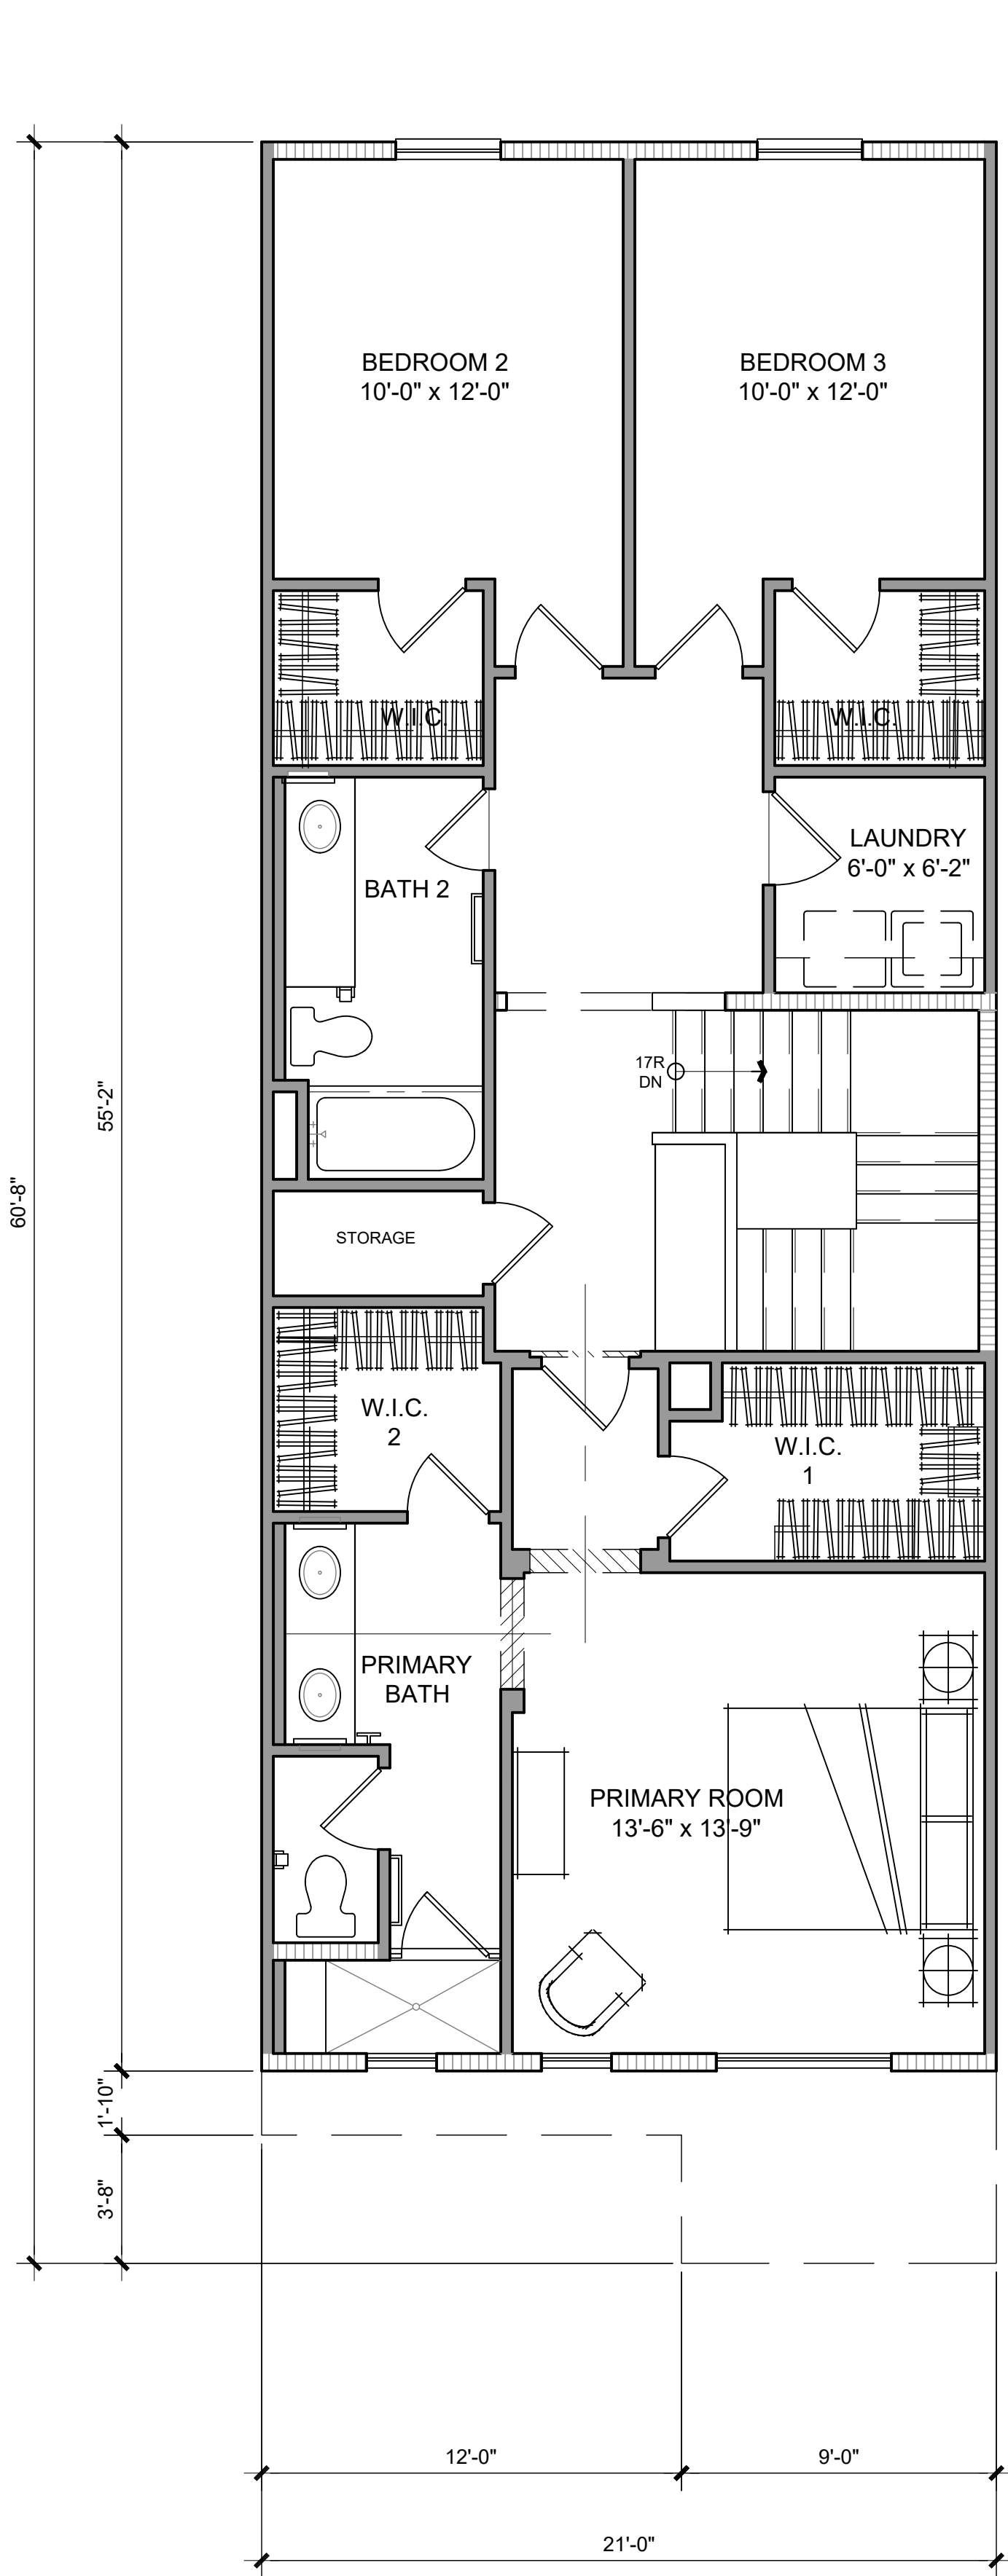 BEDROOM 2
10'-0" x 12'-0"
BEDROOM 3
10'-0" x 12'-0"
W.I.C.
W.I.C.
LAUNDRY
6'-0" x 6'-2"
BATH 2
17R
DN
55'-2"
60'-8"
STORAGE
W.I.C.
2
W.I.C.
1
PRIMARY
BATH
PRIMARY ROOM
13'-6" x 13'-9"
1'-10"
3'-8"
12'-0"
9'-0"
21'-0"